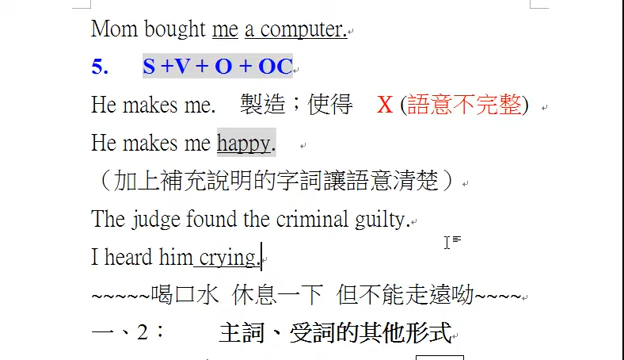 Mom bought me a computer.
5. S +V + O + OC
He makes me. 製造；使得 X (語意不完整)
He makes me happy.
（加上補充說明的字詞讓語意清楚）
The judge found the criminal guilty.
I heard him crying.
~~~~~喝口水 休息一下 但不能走遠呦~~~~
一、2： 主詞、受詞的其他形式